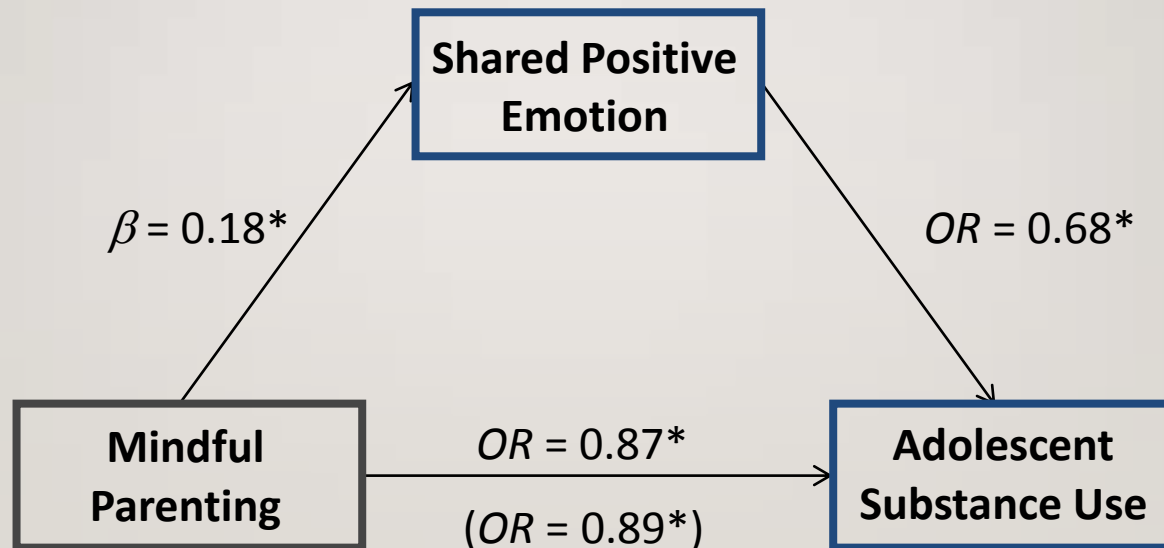 Shared Positive
Emotion
β = 0.18*
OR = 0.68*
Mindful
Parenting
OR = 0.87*
(OR = 0.89*)
Adolescent
Substance Use